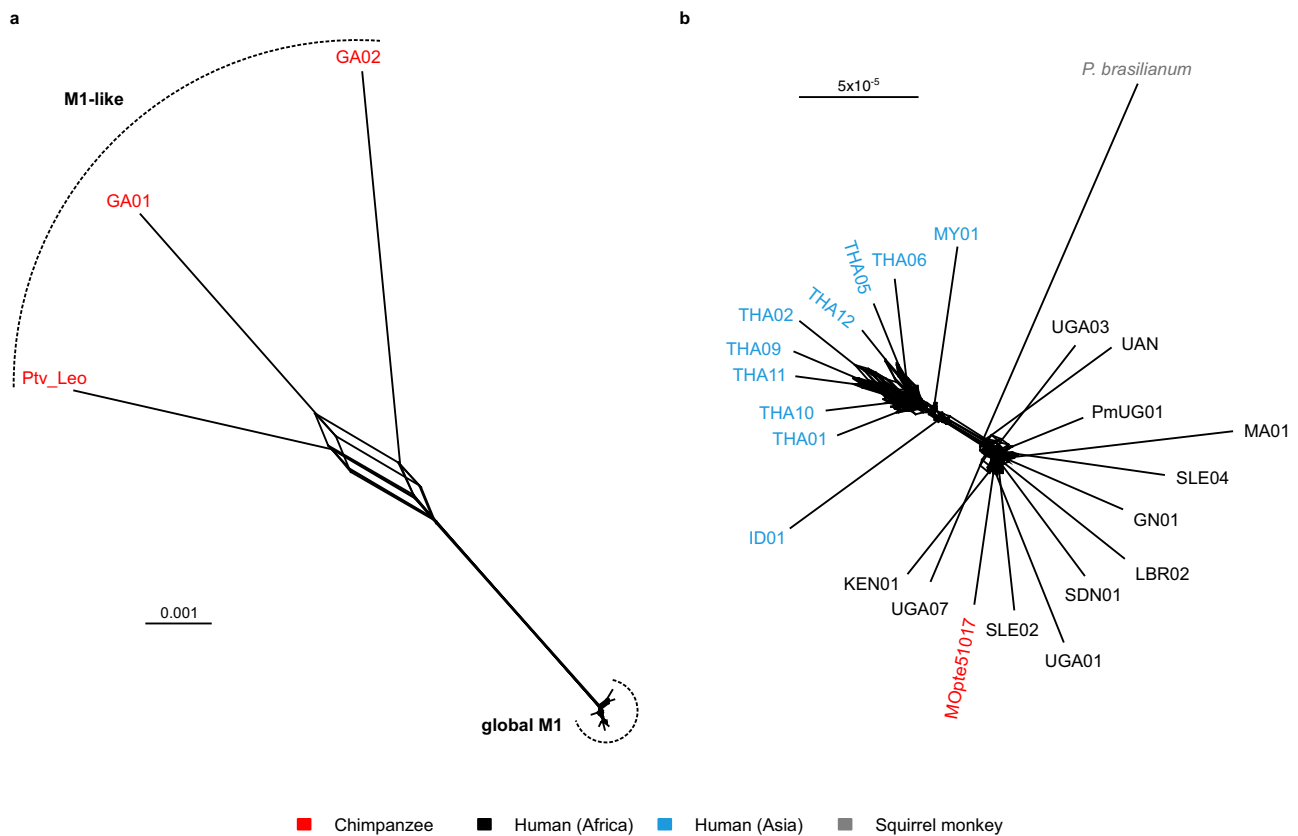 a
GA02
M1-like
GA01
Ptv_Leo
0.001
global M1
b
P. brasilianum
5x10⁻⁵
MY01
THA05
THA06
THA12
THA02
THA09
THA11
THA10
THA01
ID01
UGA03
UAN
PmUG01
MA01
SLE04
GN01
LBR02
SDN01
KEN01
UGA07
SLE02
UGA01
MOpte51017
Chimpanzee
Human (Africa)
Human (Asia)
Squirrel monkey